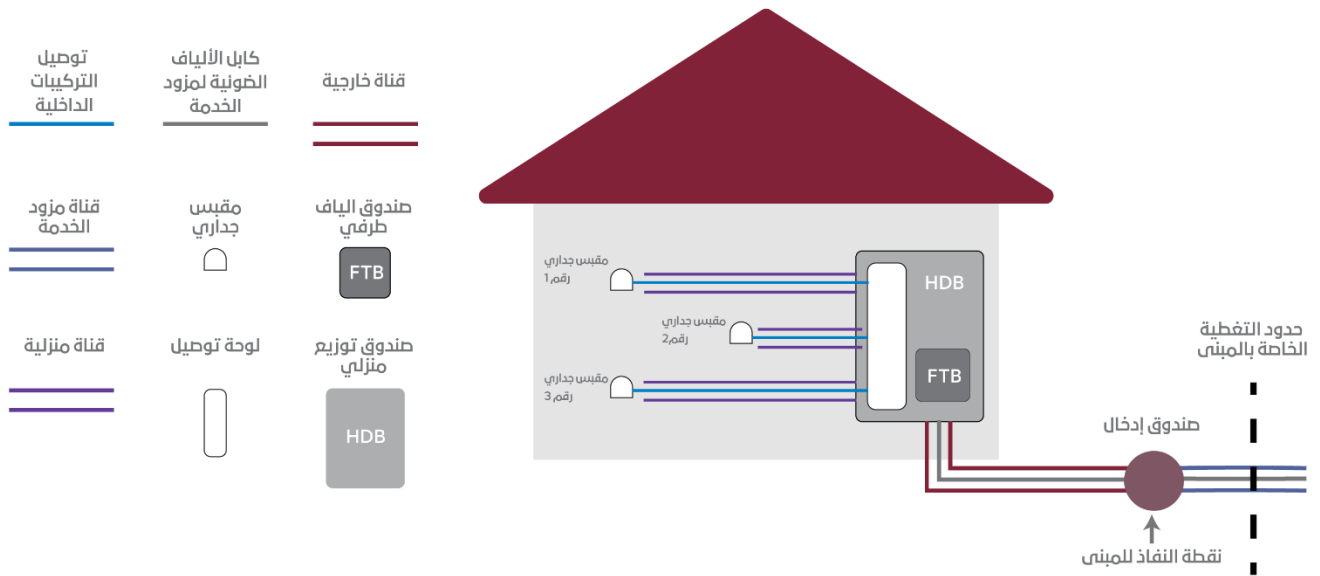 قناة خارجية
كابل الألياف
الضوئية لمزود
الخدمة
توصيل
التركيبات
الداخلية
صندوق الياف
طرفي
FTB
مقبس
جداري
قناة مزود
الخدمة
صندوق توزيع
منزلي
HDB
لوحة توصيل
قناة منزلية
مقبس جداري
رقم 1
مقبس جداري
رقم2
مقبس جداري
رقم 3
HDB
FTB
حدود التغطية
الخاصة بالمبنى
صندوق إدخال
نقطة النفاذ للمبنى